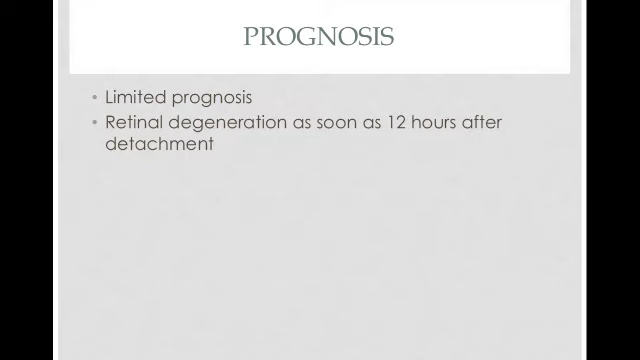 PROGNOSIS
• Limited prognosis
• Retinal degeneration as soon as 12 hours after
detachment